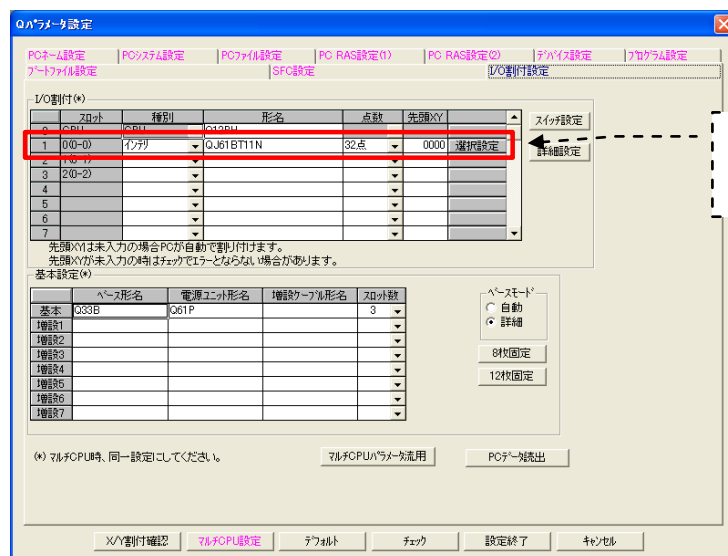 Qパラメータ設定
PCネーム設定 PCシステム設定 PCファイル設定 PC RAS設定(1) PC RAS設定(2) デバイス設定 プログラム設定
ブートファイル設定 SFC設定 I/O割付設定
I/O割付(*)
スロット 種別 形名 点数 先頭XY
0 CPU CPU Q12PH
1 0(0-0) インテリ QJ61BT11N 32点 0000 選択設定
2 1(0-1)
3 2(0-2)
4
5
6
7
スイッチ設定
詳細設定
先頭XYは未入力の場合PCが自動で割り付けます。
先頭XYが未入力の時はチェックでエラーとならない場合があります。
基本設定(*)
ベース形名 電源ユニット形名 増設ケーブル形名 スロット数
基本 Q33B Q61P 3
増設1
増設2
増設3
増設4
増設5
増設6
増設7
ベースモード
自動
詳細
8枚固定
12枚固定
(*) マルチCPU時、同一設定にしてください。
マルチCPUパラメータ流用 PCデータ読出
X/Y割付確認 マルチCPU設定 デフォルト チェック 設定終了 キャンセル